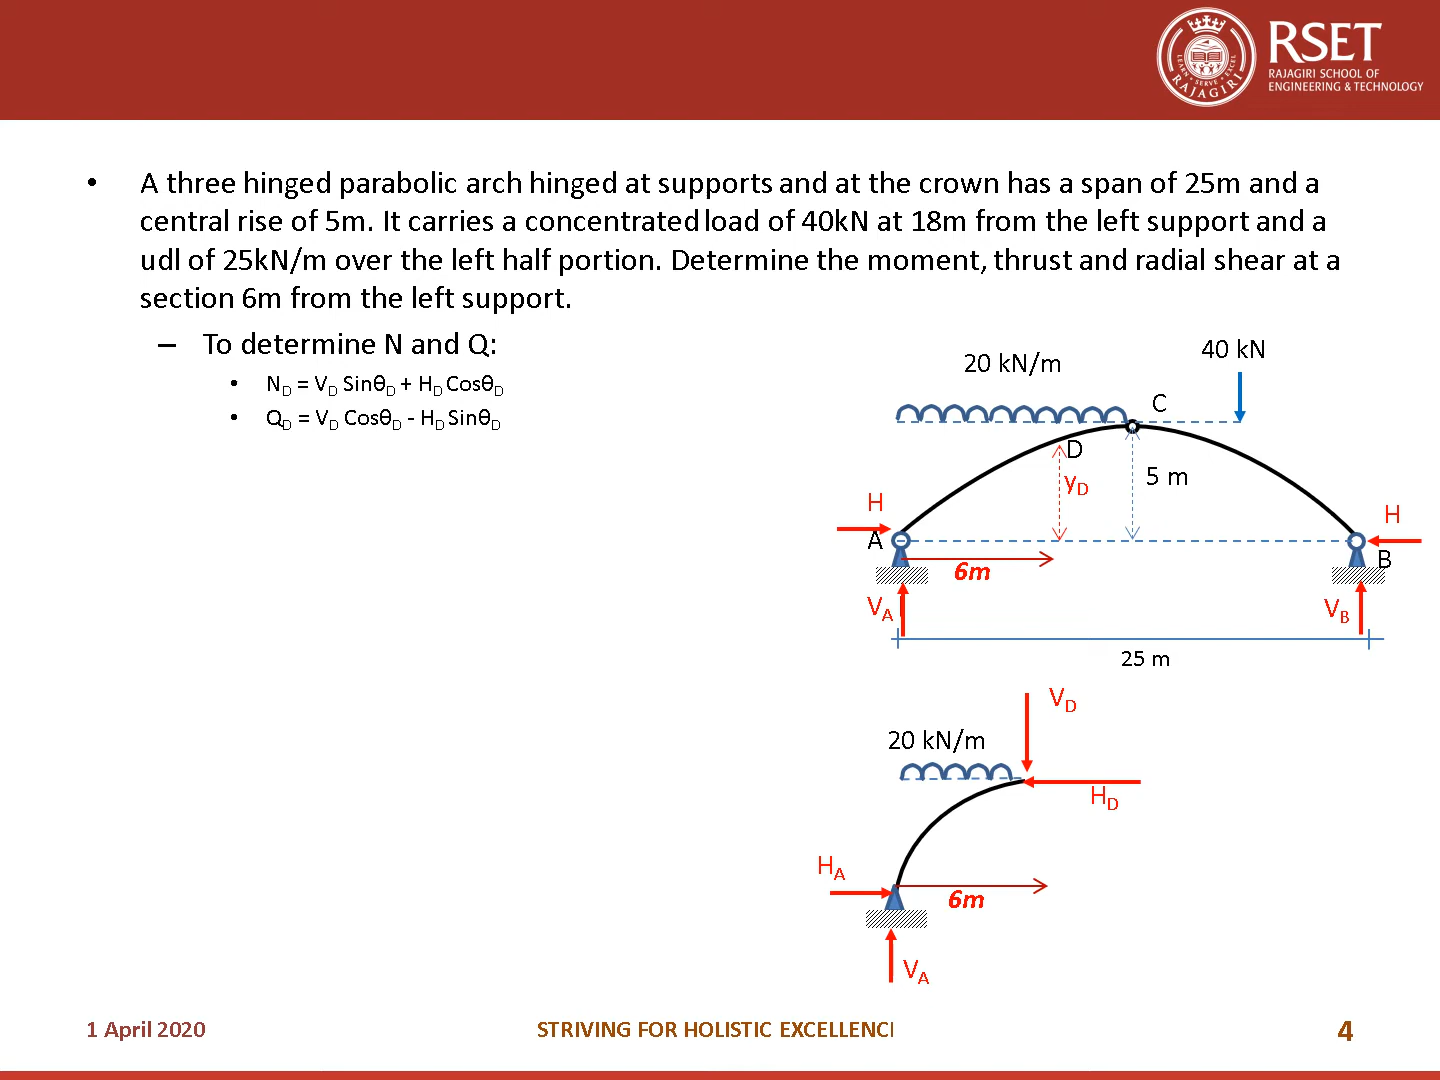 RSET
RAJAGIRI SCHOOL OF
ENGINEERING & TECHNOLOGY
LEARN · SERVE · EXCEL
RAJAGIRI
• A three hinged parabolic arch hinged at supports and at the crown has a span of 25m and a
central rise of 5m. It carries a concentrated load of 40kN at 18m from the left support and a
udl of 25kN/m over the left half portion. Determine the moment, thrust and radial shear at a
section 6m from the left support.
– To determine N and Q:
• N_D = V_D Sinθ_D + H_D Cosθ_D
• Q_D = V_D Cosθ_D - H_D Sinθ_D
40 kN
20 kN/m
C
D
5 m
y_D
H
H
A
B
6m
V_A
V_B
25 m
V_D
20 kN/m
H_D
H_A
6m
V_A
1 April 2020
STRIVING FOR HOLISTIC EXCELLENCI
4